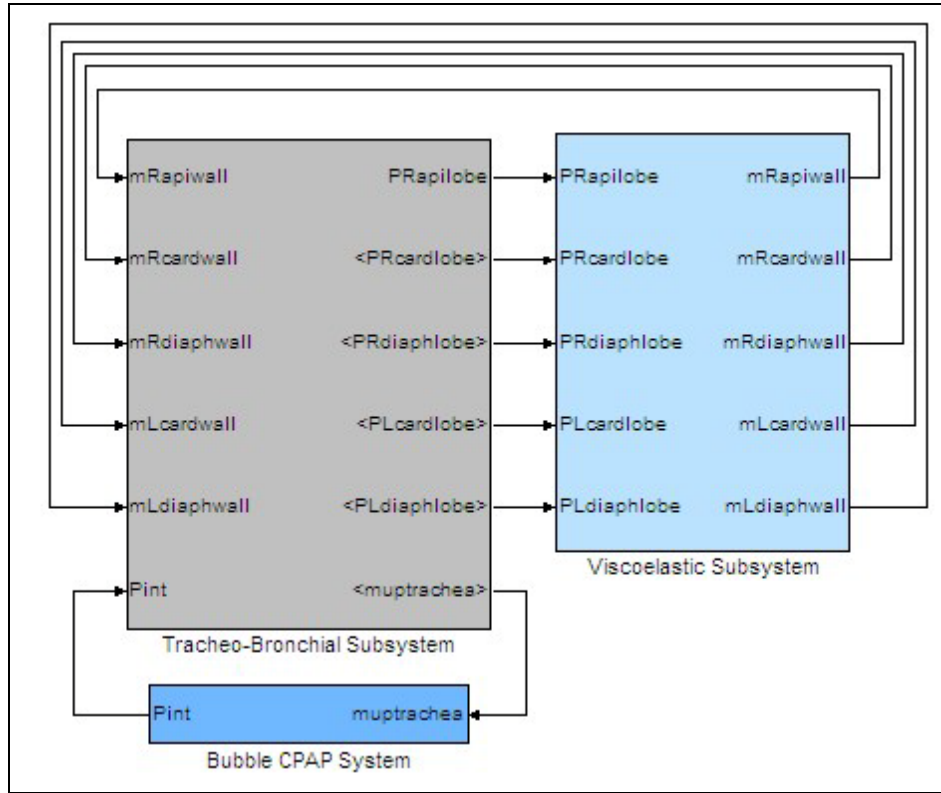 mRapiwall PRapilobe PRapilobe mRapiwall
mRcardwall <PRcardlobe> PRcardlobe mRcardwall
mRdiaphwall <PRdiaphlobe> PRdiaphlobe mRdiaphwall
mLcardwall <PLcardlobe> PLcardlobe mLcardwall
mLdiaphwall <PLdiaphlobe> PLdiaphlobe mLdiaphwall
Viscoelastic Subsystem
Pint <muptrachea>
Tracheo-Bronchial Subsystem
Pint muptrachea
Bubble CPAP System